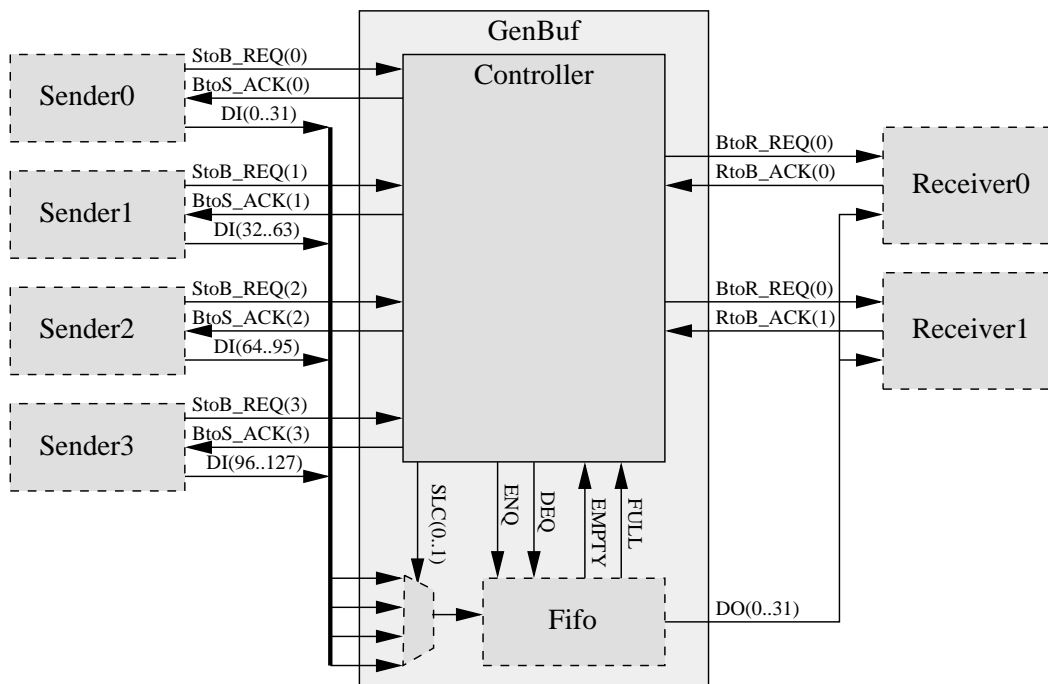 GenBuf
Controller
Sender0
StoB_REQ(0)
BtoS_ACK(0)
DI(0..31)
Sender1
StoB_REQ(1)
BtoS_ACK(1)
DI(32..63)
Sender2
StoB_REQ(2)
BtoS_ACK(2)
DI(64..95)
Sender3
StoB_REQ(3)
BtoS_ACK(3)
DI(96..127)
BtoR_REQ(0)
RtoB_ACK(0)
Receiver0
BtoR_REQ(0)
RtoB_ACK(1)
Receiver1
SLC(0..1)
ENQ
DEQ
EMPTY
FULL
Fifo
DO(0..31)